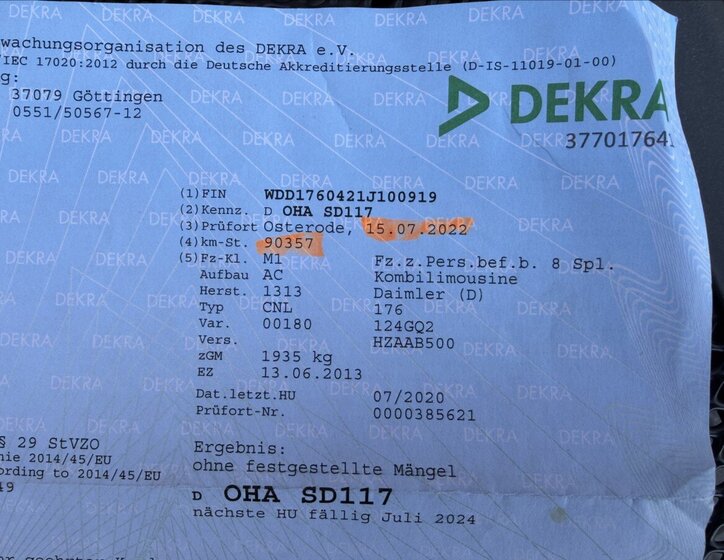 wachungsorganisation des DEKRA e.V.
/IEC 17020:2012 durch die Deutsche Akkreditierungsstelle (D-IS-11019-01-00)
g:
37079 Göttingen
0551/50567-12
DEKRA
37701764
(1) FIN WDD1760421J100919
(2) Kennz. D OHA SD117
(3) Prüfort Osterode, 15.07.2022
(4) km-St. 90357
(5) Fz-Kl. M1 Fz.z.Pers.bef.b. 8 Spl.
Aufbau AC Kombilimousine
Herst. 1313 Daimler (D)
Typ CNL 176
Var. 00180 124GQ2
Vers. HZAAB500
zGM 1935 kg
EZ 13.06.2013
Dat.letzt.HU 07/2020
Prüfort-Nr. 0000385621
§ 29 StVZO
nie 2014/45/EU
ording to 2014/45/EU
49
Ergebnis:
ohne festgestellte Mängel
D OHA SD117
nächste HU fällig Juli 2024